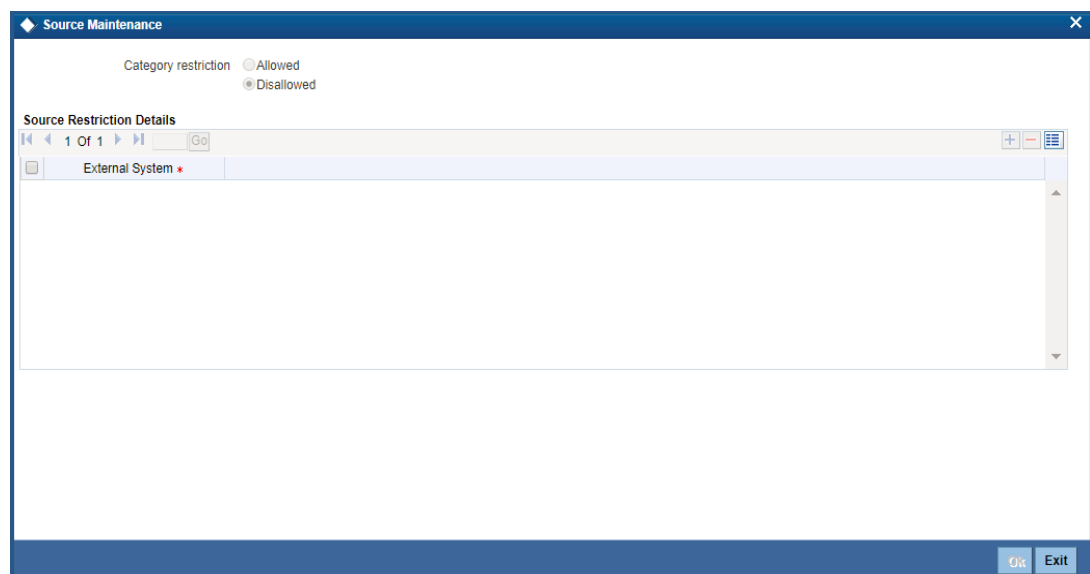 Source Maintenance
Category restriction Allowed
Disallowed
Source Restriction Details
1 Of 1 Go
External System *
Ok Exit